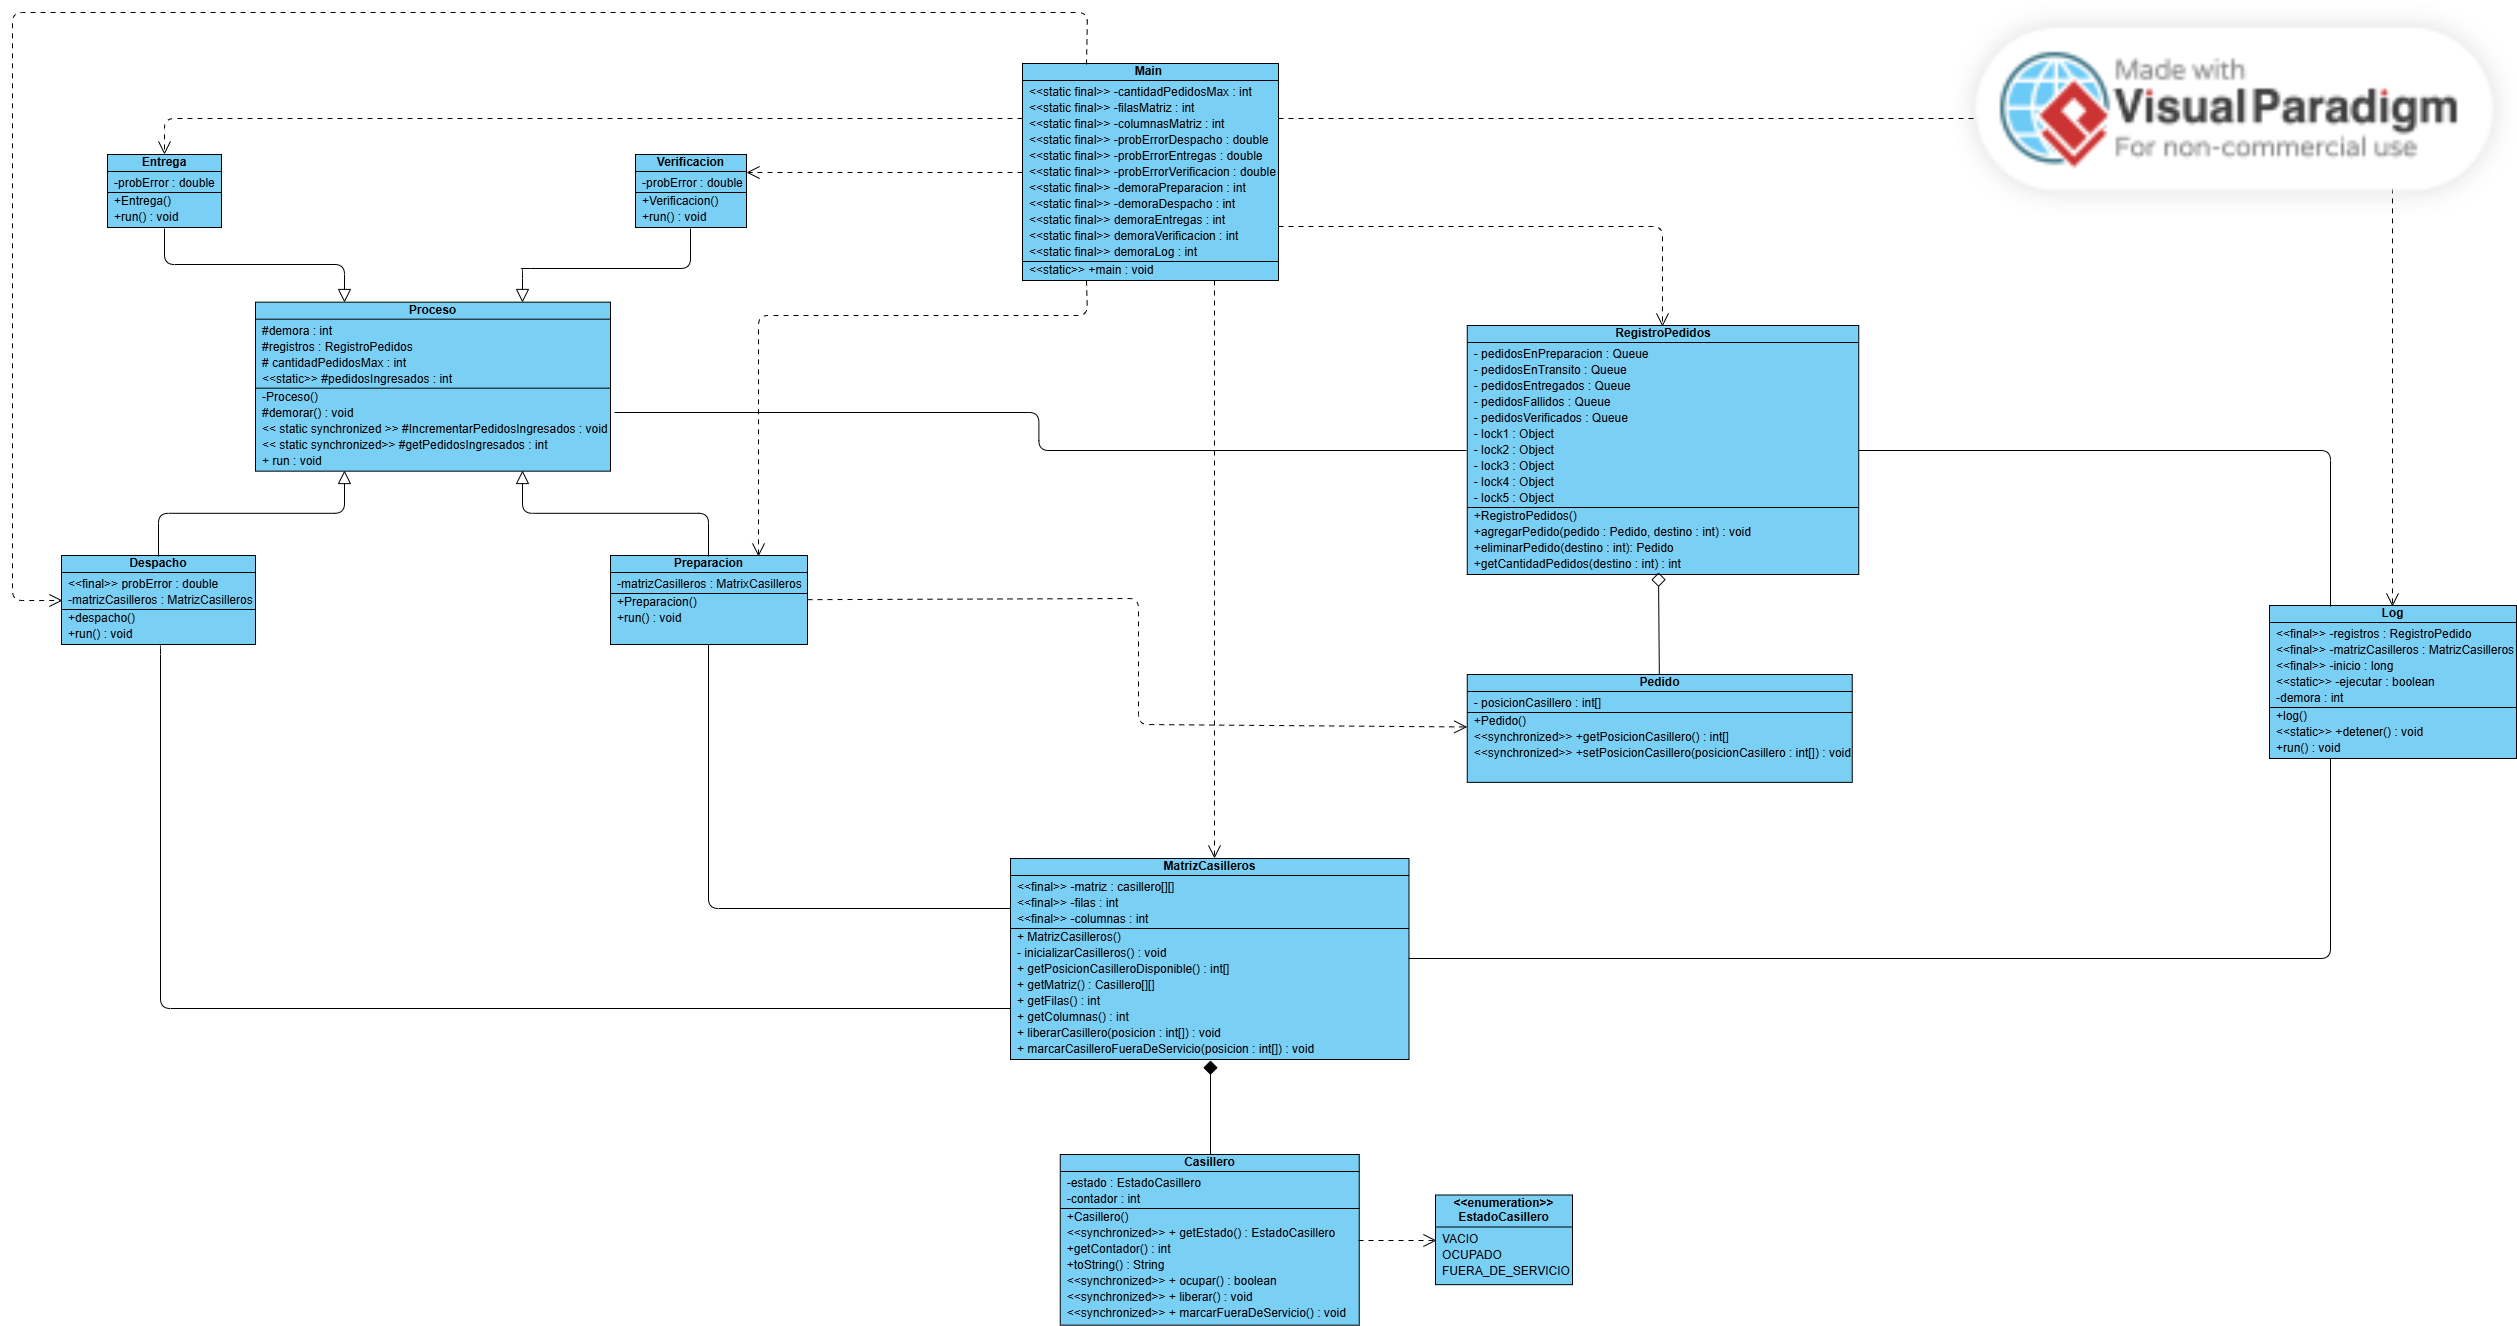 Main
<<static final>> -cantidadPedidosMax : int
<<static final>> -filasMatriz : int
<<static final>> -columnasMatriz : int
<<static final>> -probErrorDespacho : double
<<static final>> -probErrorEntregas : double
<<static final>> -probErrorVerificacion : double
<<static final>> -demoraPreparacion : int
<<static final>> -demoraDespacho : int
<<static final>> demoraEntregas : int
<<static final>> demoraVerificacion : int
<<static final>> demoraLog : int
<<static>> +main : void
Made with
Visual Paradigm
For non-commercial use
Entrega
-probError : double
+Entrega()
+run() : void
Verificacion
-probError : double
+Verificacion()
+run() : void
Proceso
#demora : int
#registros : RegistroPedidos
# cantidadPedidosMax : int
<<static>> #pedidosIngresados : int
-Proceso()
#demorar() : void
<< static synchronized >> #IncrementarPedidosIngresados : void
<< static synchronized>> #getPedidosIngresados : int
+ run : void
RegistroPedidos
- pedidosEnPreparacion : Queue
- pedidosEnTransito : Queue
- pedidosEntregados : Queue
- pedidosFallidos : Queue
- pedidosVerificados : Queue
- lock1 : Object
- lock2 : Object
- lock3 : Object
- lock4 : Object
- lock5 : Object
+RegistroPedidos()
+agregarPedido(pedido : Pedido, destino : int) : void
+eliminarPedido(destino : int): Pedido
+getCantidadPedidos(destino : int) : int
Despacho
<<final>> probError : double
-matrizCasilleros : MatrizCasilleros
+despacho()
+run() : void
Preparacion
-matrizCasilleros : MatrixCasilleros
+Preparacion()
+run() : void
Log
<<final>> -registros : RegistroPedido
<<final>> -matrizCasilleros : MatrizCasilleros
<<final>> -inicio : long
<<static>> -ejecutar : boolean
-demora : int
+log()
<<static>> +detener() : void
+run() : void
Pedido
- posicionCasillero : int[]
+Pedido()
<<synchronized>> +getPosicionCasillero() : int[]
<<synchronized>> +setPosicionCasillero(posicionCasillero : int[]) : void
MatrizCasilleros
<<final>> -matriz : casillero[][]
<<final>> -filas : int
<<final>> -columnas : int
+ MatrizCasilleros()
- inicializarCasilleros() : void
+ getPosicionCasilleroDisponible() : int[]
+ getMatriz() : Casillero[][]
+ getFilas() : int
+ getColumnas() : int
+ liberarCasillero(posicion : int[]) : void
+ marcarCasilleroFueraDeServicio(posicion : int[]) : void
Casillero
-estado : EstadoCasillero
-contador : int
+Casillero()
<<synchronized>> + getEstado() : EstadoCasillero
+getContador() : int
+toString() : String
<<synchronized>> + ocupar() : boolean
<<synchronized>> + liberar() : void
<<synchronized>> + marcarFueraDeServicio() : void
<<enumeration>>
EstadoCasillero
VACIO
OCUPADO
FUERA_DE_SERVICIO